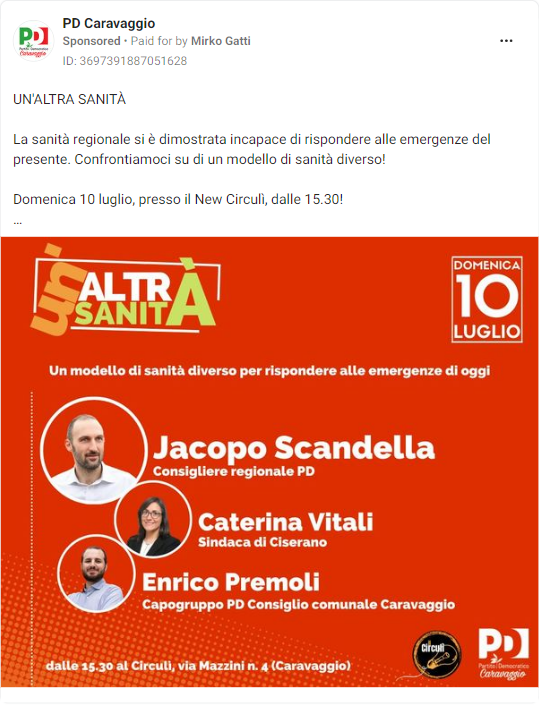 PD Caravaggio
Sponsored • Paid for by Mirko Gatti
ID: 3697391887051628
UN'ALTRA SANITÀ
La sanità regionale si è dimostrata incapace di rispondere alle emergenze del
presente. Confrontiamoci su di un modello di sanità diverso!
Domenica 10 luglio, presso il New Circulì, dalle 15.30!
...
un'
ALTRA
SANITÀ
DOMENICA
10
LUGLIO
Un modello di sanità diverso per rispondere alle emergenze di oggi
Jacopo Scandella
Consigliere regionale PD
Caterina Vitali
Sindaca di Ciserano
Enrico Premoli
Capogruppo PD Consiglio comunale Caravaggio
dalle 15.30 al Circulì, via Mazzini n. 4 (Caravaggio)
Circulì
PD
Partito Democratico
Caravaggio